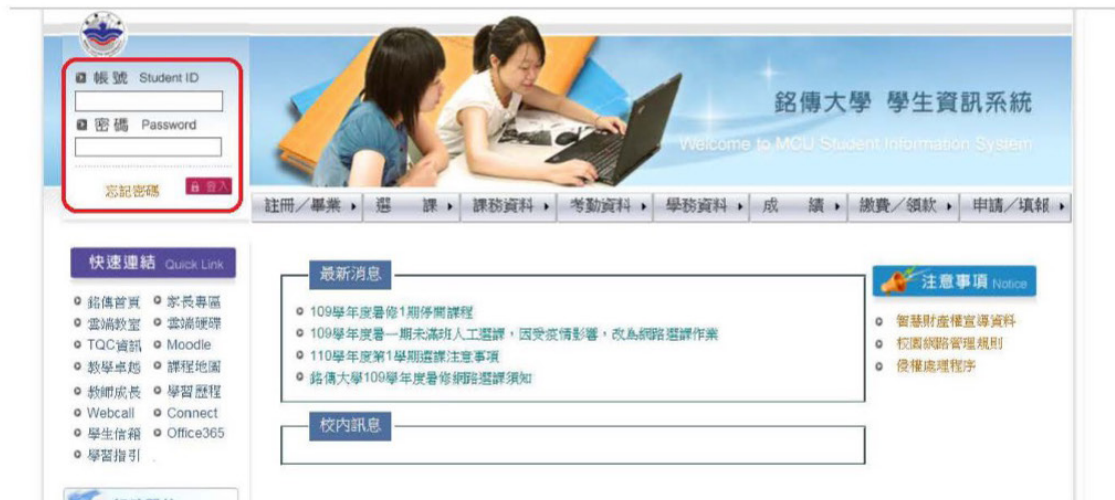 帳號 Student ID
密碼 Password
忘記密碼 登入
銘傳大學 學生資訊系統
Welcome to MCU Student Information System
註冊／畢業 選 課 課務資料 考勤資料 學務資料 成 績 繳費／領款 申請／填報
快速連結 Quick Link
銘傳首頁 家長專區
雲端教室 雲端硬碟
TQC資訊 Moodle
教學卓越 課程地圖
教師成長 學習歷程
Webcall Connect
學生信箱 Office365
學習指引
最新消息
109學年度暑修1期停開課程
109學年度暑一期未滿班人工選課，因受疫情影響，改為網路選課作業
110學年度第1學期選課注意事項
銘傳大學109學年度暑修網路選課須知
校內訊息
注意事項 Notice
智慧財產權宣導資料
校園網路管理規則
侵權處理程序